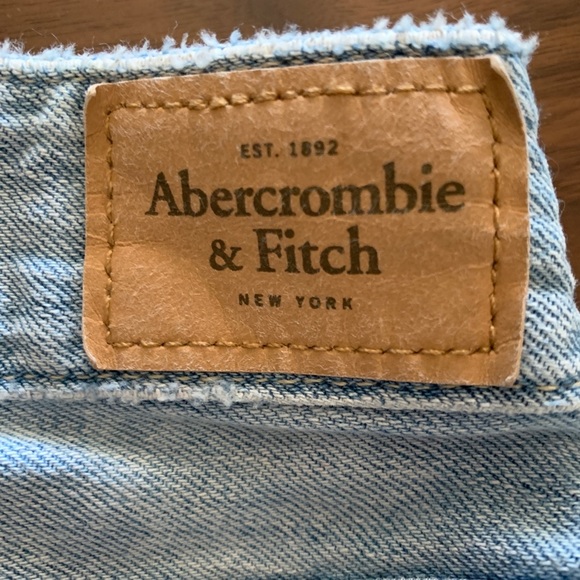 EST. 1892
Abercrombie
& Fitch
NEW YORK